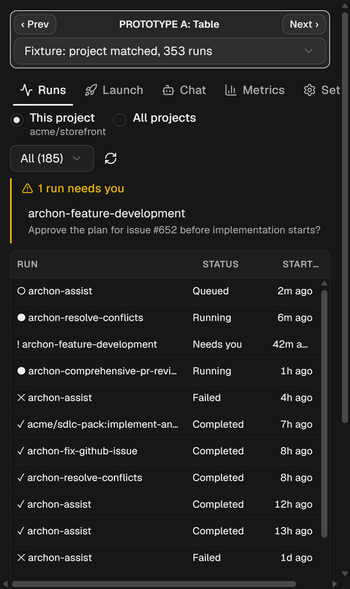 ‹ Prev
PROTOTYPE A: Table
Next ›
Fixture: project matched, 353 runs
Runs
Launch
Chat
Metrics
Set
This project
acme/storefront
All projects
All (185)
1 run needs you
archon-feature-development
Approve the plan for issue #652 before implementation starts?
RUN STATUS START...
archon-assist Queued 2m ago
archon-resolve-conflicts Running 6m ago
! archon-feature-development Needs you 42m a...
archon-comprehensive-pr-revi... Running 1h ago
archon-assist Failed 4h ago
✓ acme/sdlc-pack:implement-an... Completed 7h ago
✓ archon-fix-github-issue Completed 8h ago
✓ archon-resolve-conflicts Completed 8h ago
✓ archon-assist Completed 12h ago
✓ archon-assist Completed 13h ago
archon-assist Failed 1d ago